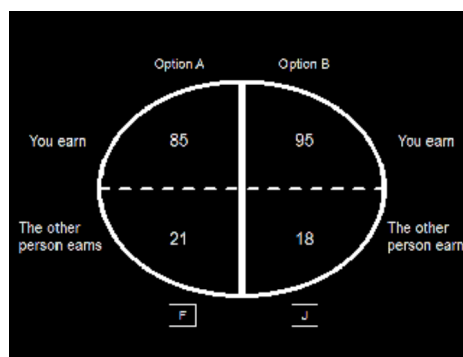 Option A Option B
You earn 85 95 You earn
The other 21 18 The other
person earns person earn
F J